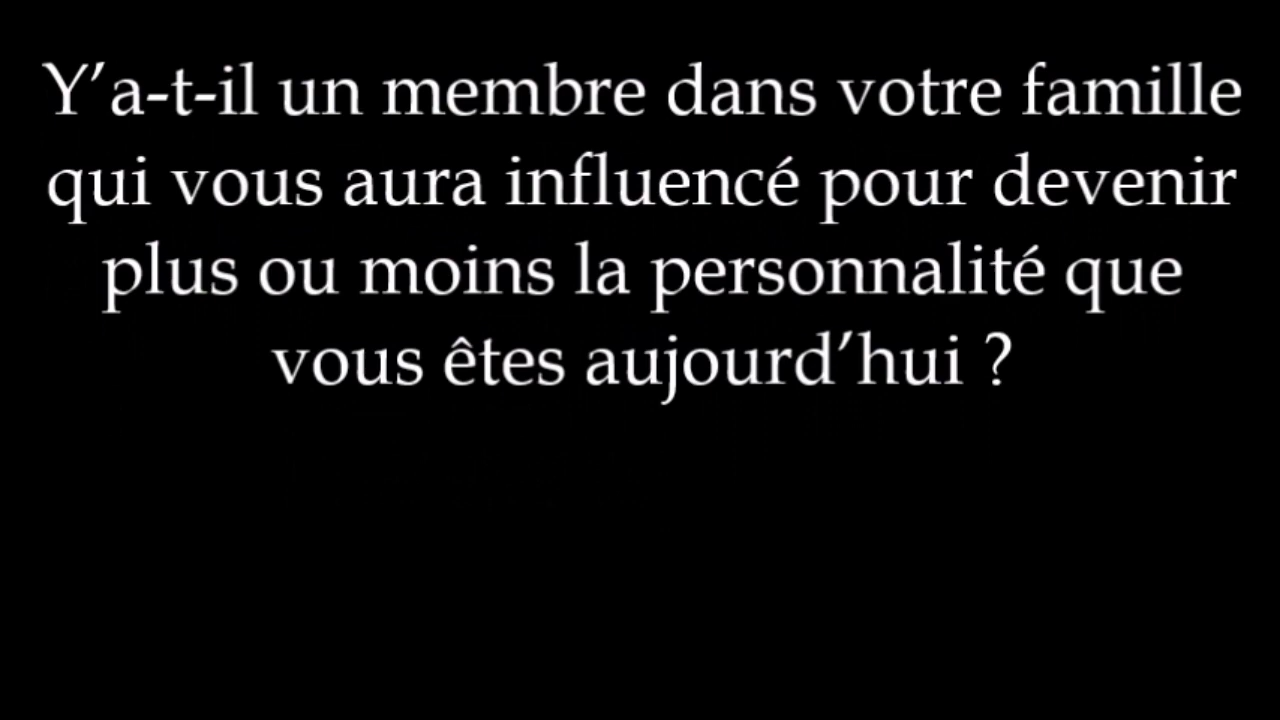 Y’a-t-il un membre dans votre famille
qui vous aura influencé pour devenir
plus ou moins la personnalité que
vous êtes aujourd’hui ?